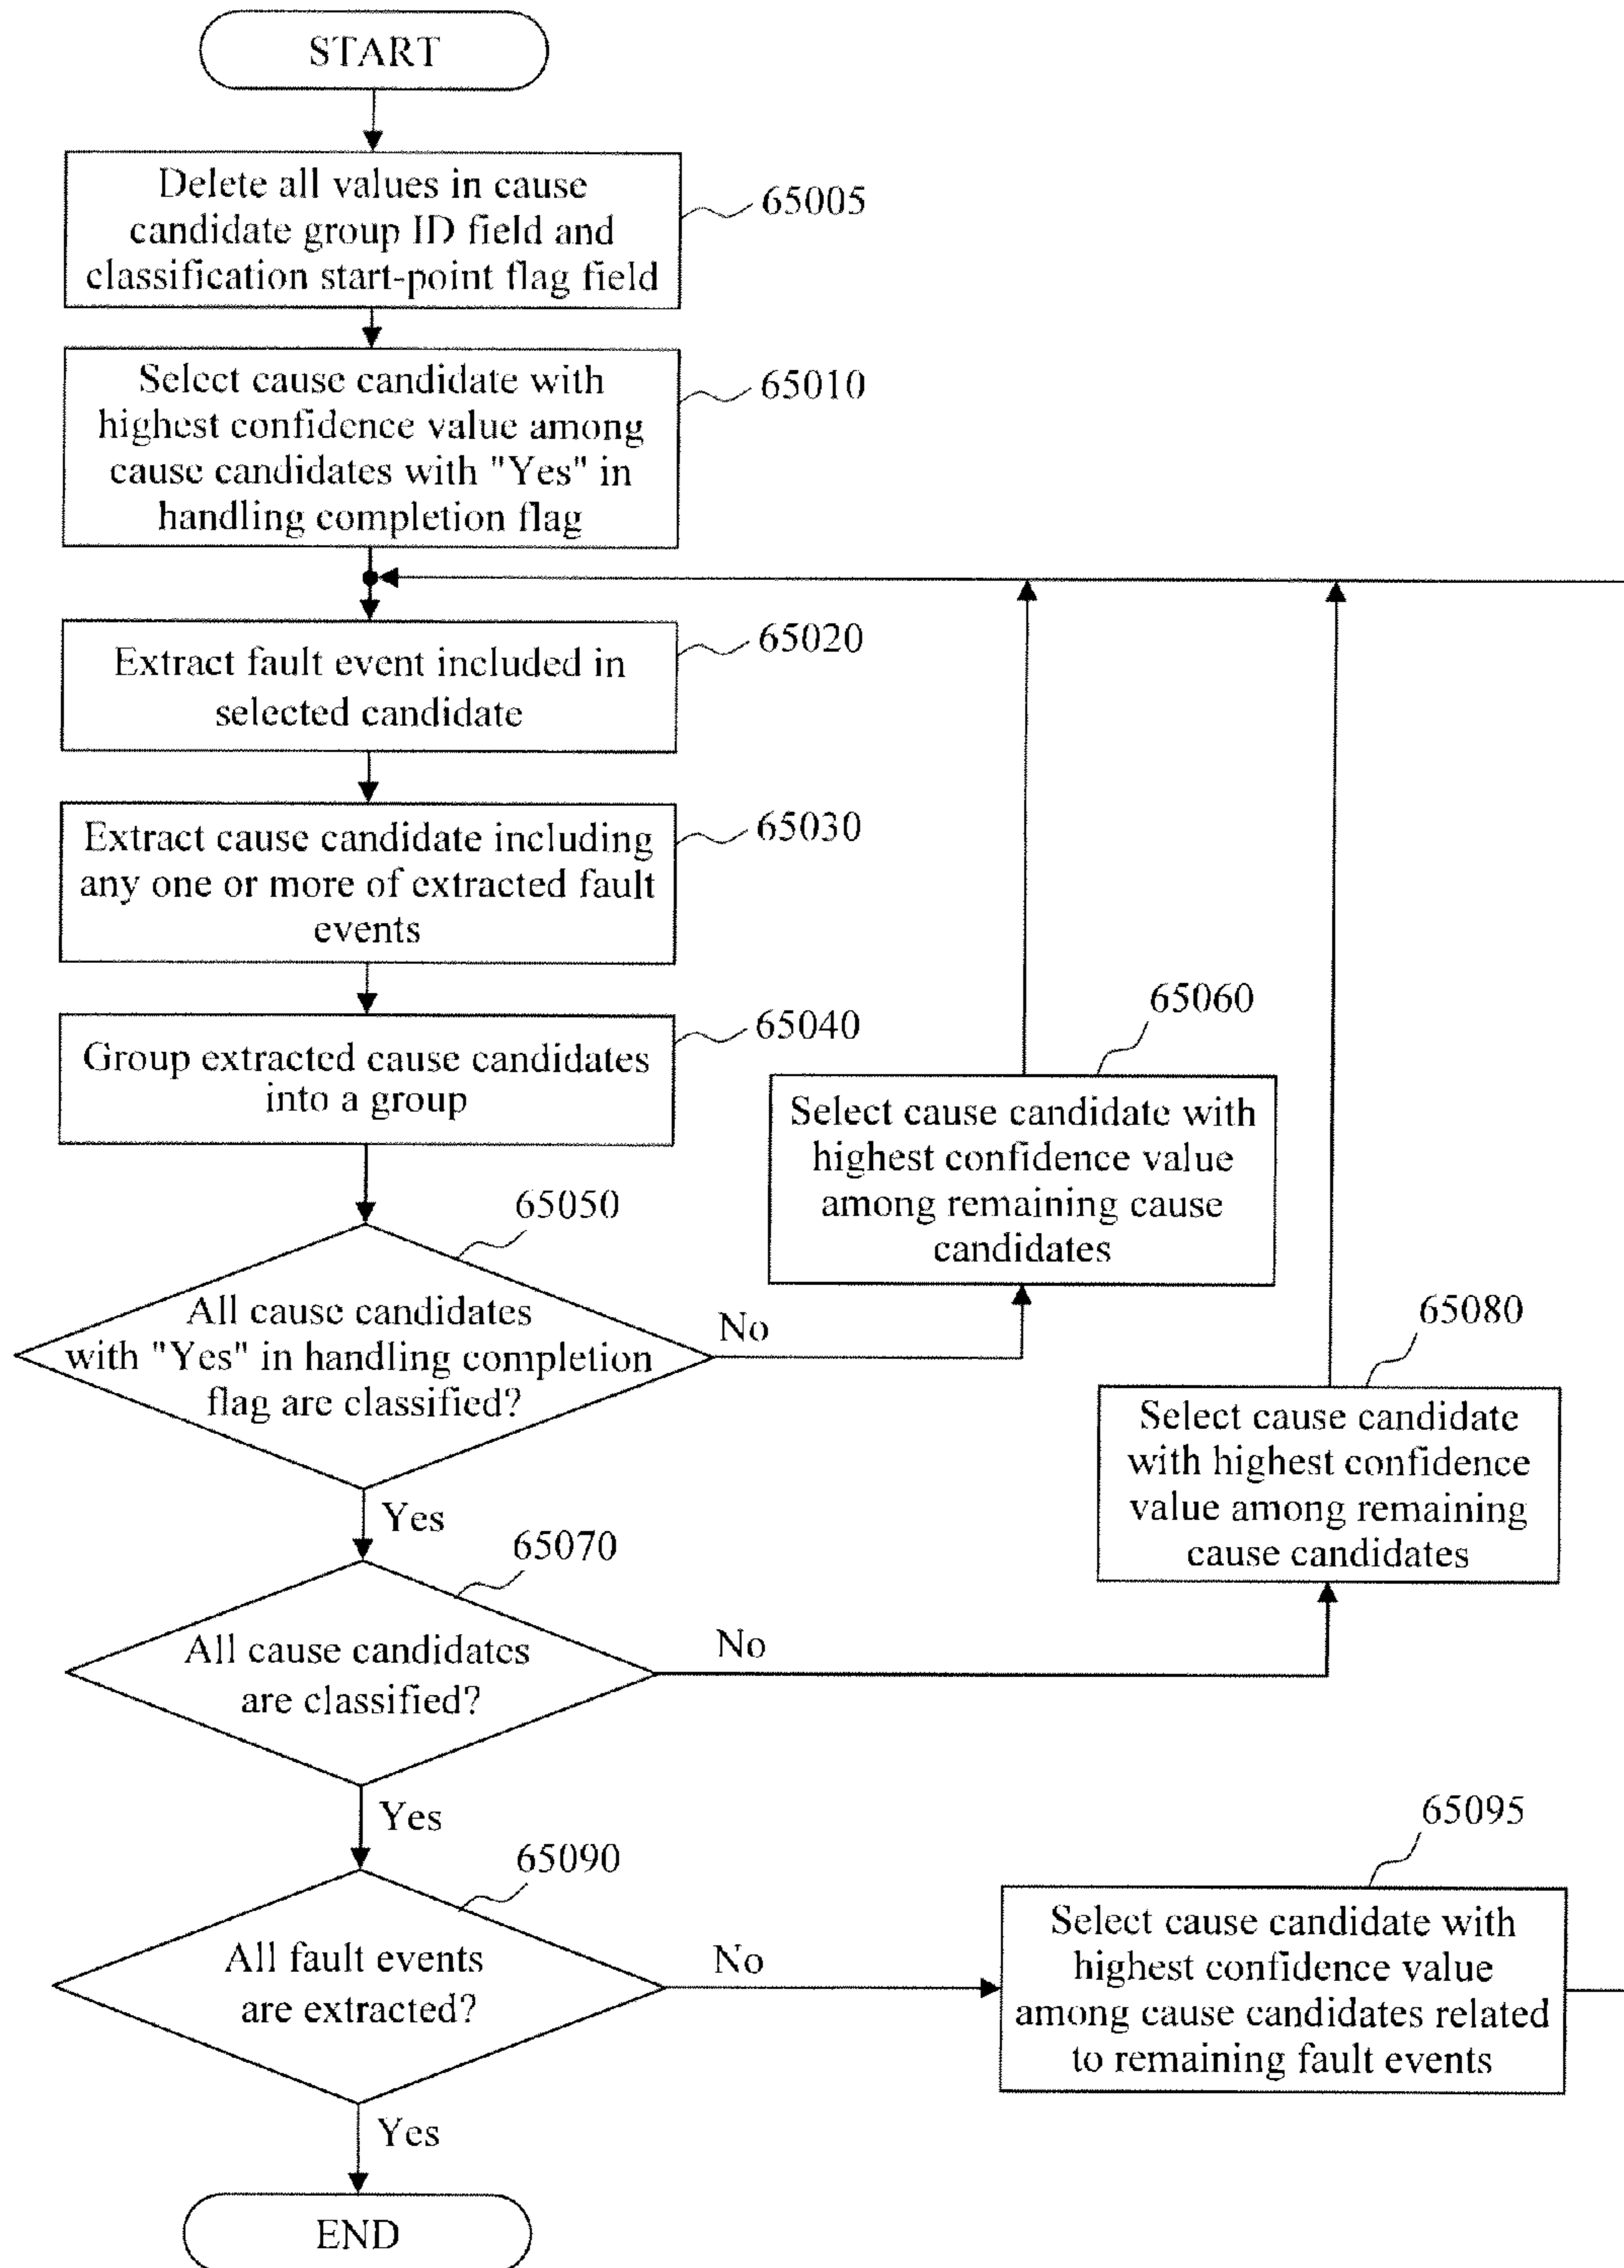 START
Delete all values in cause
candidate group ID field and
classification start-point flag field
65005
Select cause candidate with
highest confidence value among
cause candidates with "Yes" in
handling completion flag
65010
Extract fault event included in
selected candidate
65020
Extract cause candidate including
any one or more of extracted fault
events
65030
Group extracted cause candidates
into a group
65040
All cause candidates
with "Yes" in handling completion
flag are classified?
65050
No
Select cause candidate with
highest confidence value
among remaining cause
candidates
65060
Yes
All cause candidates
are classified?
65070
No
Select cause candidate
with highest confidence
value among remaining
cause candidates
65080
Yes
All fault events
are extracted?
65090
No
Select cause candidate with
highest confidence value
among cause candidates related
to remaining fault events
65095
Yes
END